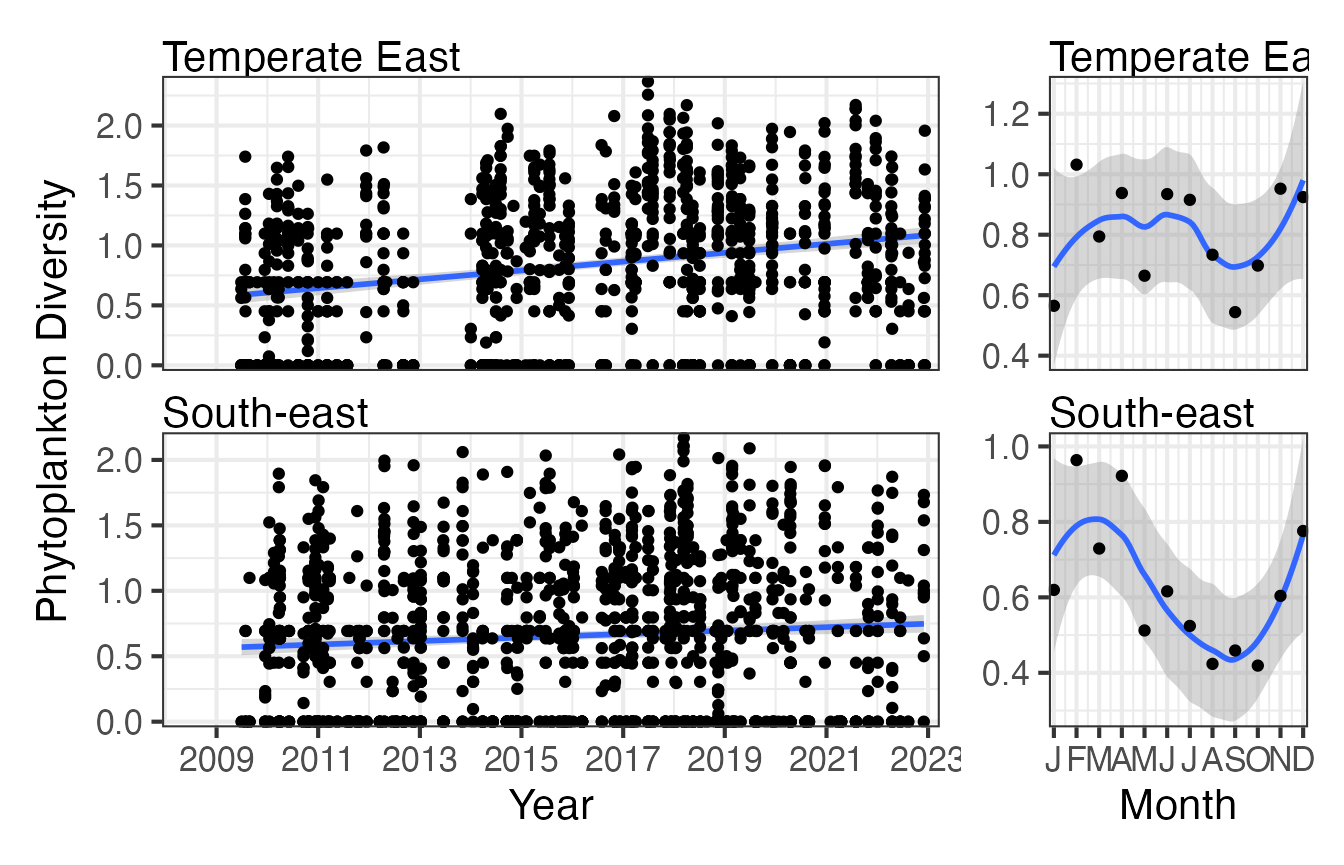 Temperate East
Temperate Ea
Phytoplankton Diversity
2.0
1.5
1.0
0.5
0.0
1.2
1.0
0.8
0.6
0.4
South-east
South-east
2.0
1.5
1.0
0.5
0.0
1.0
0.8
0.6
0.4
2009 2011 2013 2015 2017 2019 2021 2023
J F M A M J J A S O N D
Year
Month